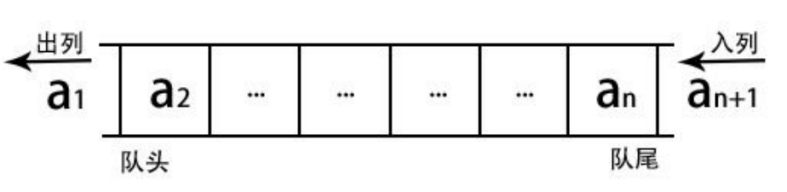 出列 入列
a1 a2 ... ... ... ... an an+1
队头 队尾